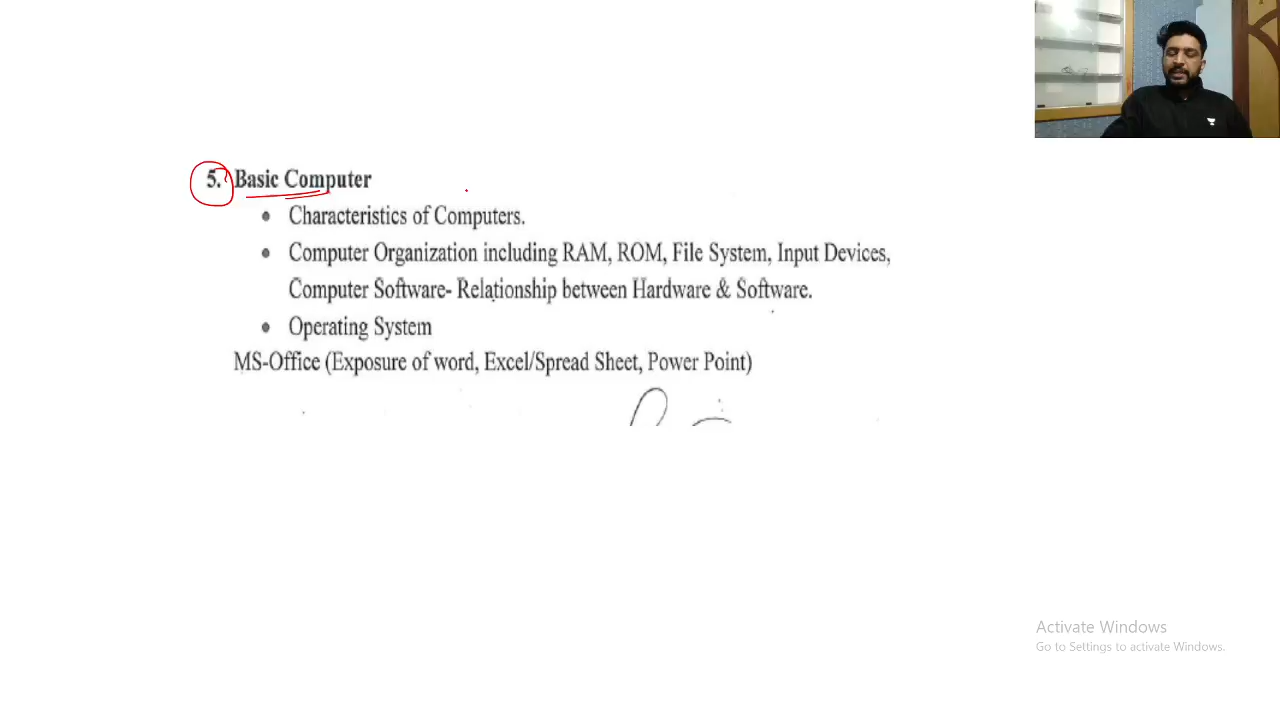 5. Basic Computer
• Characteristics of Computers.
• Computer Organization including RAM, ROM, File System, Input Devices,
Computer Software- Relationship between Hardware & Software.
• Operating System
MS-Office (Exposure of word, Excel/Spread Sheet, Power Point)
Activate Windows
Go to Settings to activate Windows.